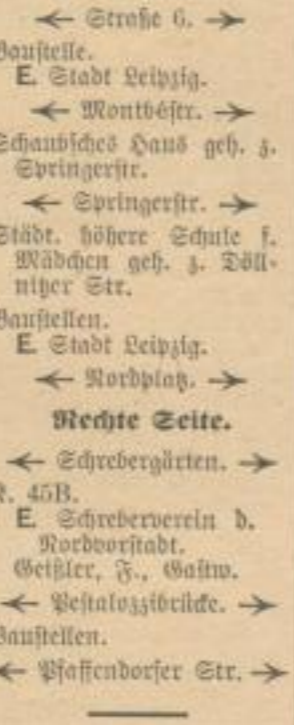 ← Straße 6. →
Baustelle.
E. Stadt Leipzig.
← Montbéstr. →
Schaubsches Haus geh. z.
Springerstr.
← Springerstr. →
Städt. höhere Schule f.
Mädchen geh. z. Döll-
nitzer Str.
Baustellen.
E. Stadt Leipzig.
← Nordplatz. →
Rechte Seite.
← Schrebergärten. →
45B.
E. Schreberverein d.
Nordvorstadt.
Geißler, F., Gastw.
← Pestalozzibrücke. →
Baustellen.
← Pfaffendorfer Str. →